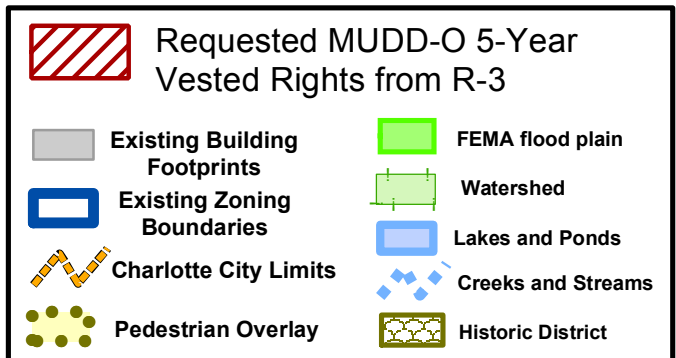 Requested MUDD-O 5-Year
Vested Rights from R-3
Existing Building
Footprints
Existing Zoning
Boundaries
Charlotte City Limits
Pedestrian Overlay
FEMA flood plain
Watershed
Lakes and Ponds
Creeks and Streams
Historic District